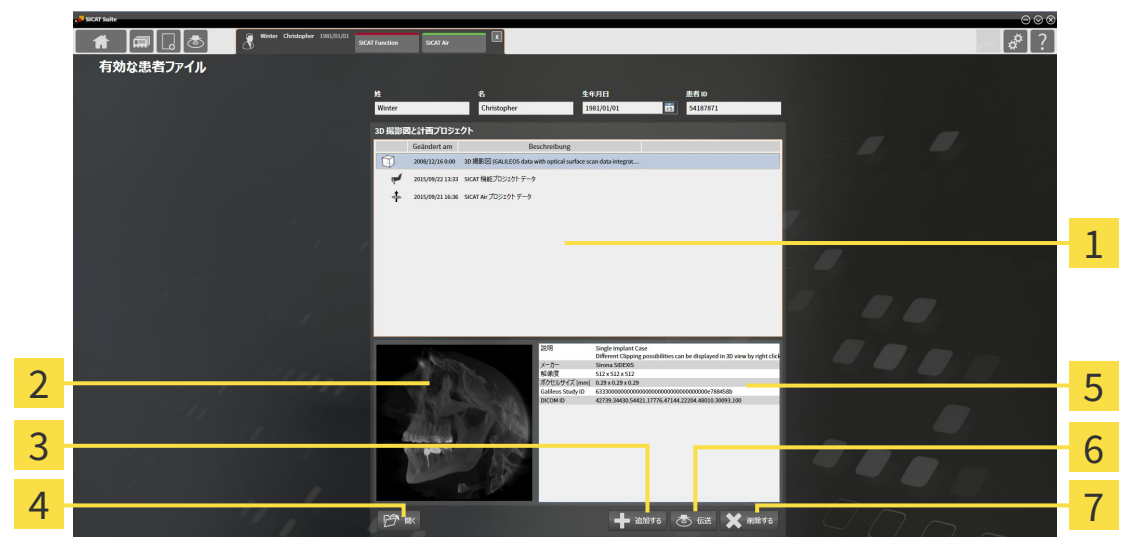 SICAT Suite
Winter Christopher 1981/01/01
SICAT Function
SICAT Air
X
?
有効な患者ファイル
姓 名 生年月日 患者 ID
Winter Christopher 1981/01/01 54187871
3D 撮影図と計画プロジェクト
Geändert am Beschreibung
2008/12/16 0:00 3D 撮影図 (GALILEOS data with optical surface scan data integrat...
2015/09/22 13:33 SICAT 機能プロジェクト データ
2015/09/21 16:36 SICAT Air プロジェクト データ
1
説明 Single Implant Case
Different Clipping possibilities can be displayed in 3D view by right click
メーカー Sirona SIDEXIS
解像度 512 x 512 x 512
ボクセルサイズ [mm] 0.29 x 0.29 x 0.29
Galileos Study ID
DICOM ID 42739.34430.54421.17776.47144.22204.48010.30093.100
2
5
3
6
4
7
開く
追加する
伝送
削除する